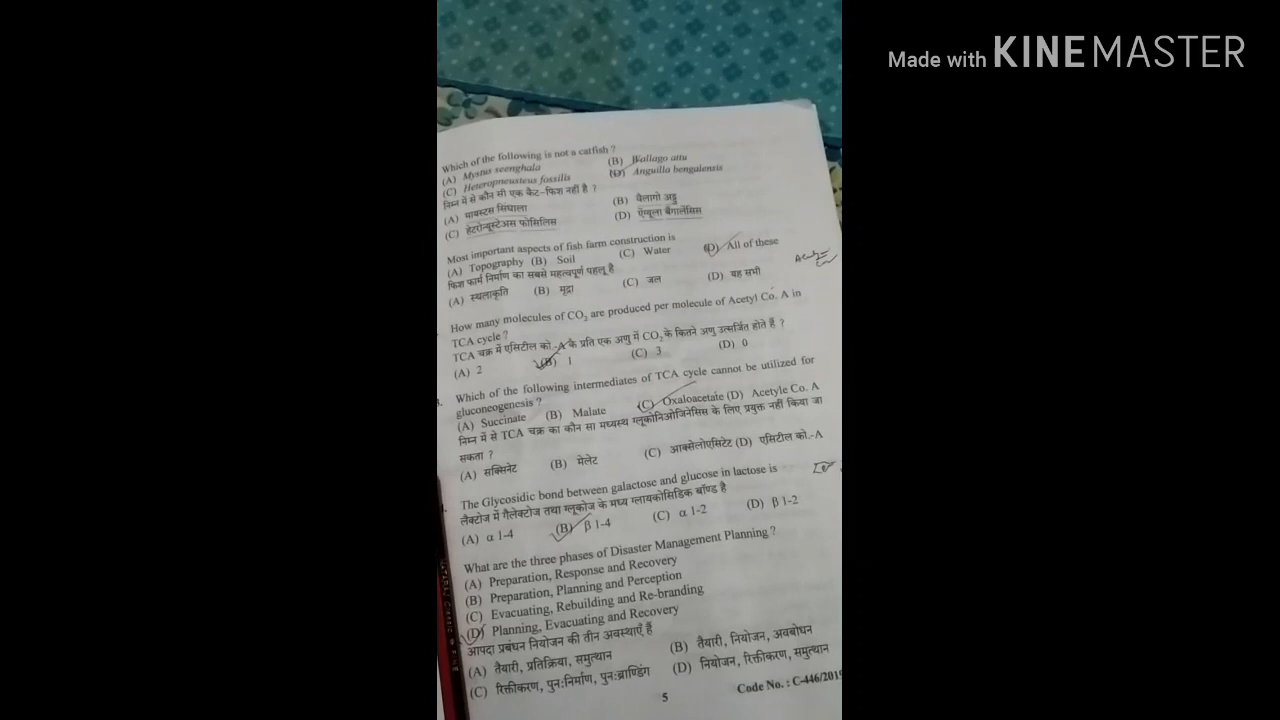 Made with KINEMASTER
Which of the following is not a catfish ?
(A) Mystus seenghala (B) Wallago attu
(C) Heteropneusteus fossilis (D) Anguilla bengalensis
निम्न में से कौन सी एक कैट-फिश नहीं है ?
(A) मायस्टस सिंघाला (B) वैलागो अट्टु
(C) हेटरोन्यूस्टेअस फोसिलिस (D) ऐंग्यूला बैंगालेंसिस
Most important aspects of fish farm construction is
(A) Topography (B) Soil (C) Water (D) All of these
फिश फार्म निर्माण का सबसे महत्वपूर्ण पहलू है
(A) स्थलाकृति (B) मृद्रा (C) जल (D) यह सभी
How many molecules of CO₂ are produced per molecule of Acetyl Co. A in
TCA cycle ?
TCA चक्र में एसिटील को.-A के प्रति एक अणु में CO₂ के कितने अणु उत्सर्जित होते हैं ?
(A) 2 (B) 1 (C) 3 (D) 0
Which of the following intermediates of TCA cycle cannot be utilized for
gluconeogenesis ?
(A) Succinate (B) Malate (C) Oxaloacetate (D) Acetyle Co. A
निम्न में से TCA चक्र का कौन सा मध्यस्थ ग्लूकोनिओजिनेसिस के लिए प्रयुक्त नहीं किया जा
सकता ?
(A) सक्सिनेट (B) मेलेट (C) आक्सेलोएसिटेट (D) एसिटील को.-A
The Glycosidic bond between galactose and glucose in lactose is
लैक्टोज में गैलेक्टोज तथा ग्लूकोज के मध्य ग्लायकोसिडिक बॉण्ड है
(A) α 1-4 (B) β 1-4 (C) α 1-2 (D) β 1-2
What are the three phases of Disaster Management Planning ?
(A) Preparation, Response and Recovery
(B) Preparation, Planning and Perception
(C) Evacuating, Rebuilding and Re-branding
(D) Planning, Evacuating and Recovery
आपदा प्रबंधन नियोजन की तीन अवस्थाएँ हैं
(A) तैयारी, प्रतिक्रिया, समुत्थान (B) तैयारी, नियोजन, अवबोधन
(C) रिक्तीकरण, पुन:निर्माण, पुन:ब्राण्डिंग (D) नियोजन, रिक्तीकरण, समुत्थान
5 Code No. : C-446/2019